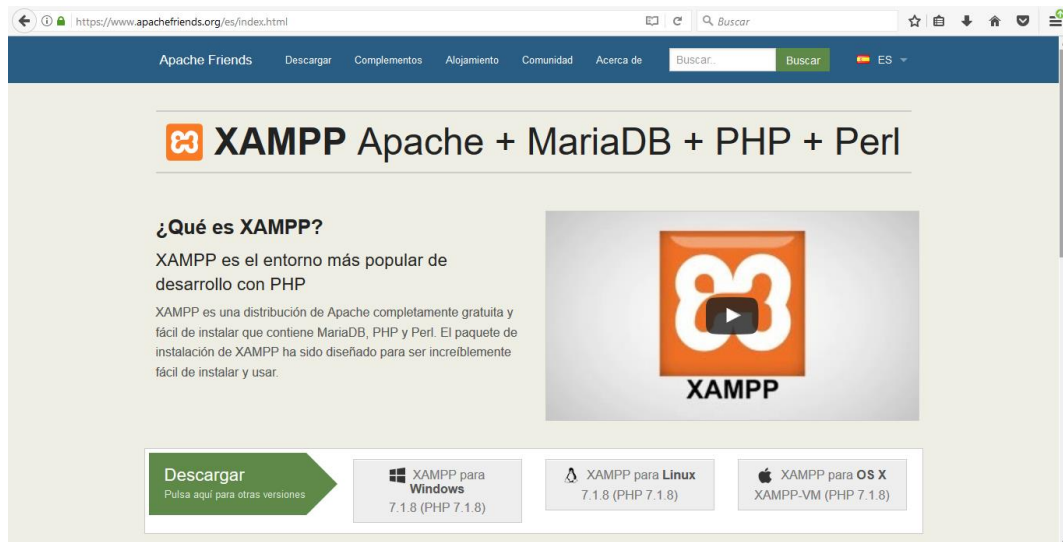 https://www.apachefriends.org/es/index.html
Buscar
Apache Friends Descargar Complementos Alojamiento Comunidad Acerca de Buscar.. Buscar ES
XAMPP Apache + MariaDB + PHP + Perl
¿Qué es XAMPP?
XAMPP es el entorno más popular de
desarrollo con PHP
XAMPP es una distribución de Apache completamente gratuita y
fácil de instalar que contiene MariaDB, PHP y Perl. El paquete de
instalación de XAMPP ha sido diseñado para ser increíblemente
fácil de instalar y usar.
XAMPP
Descargar
Pulsa aquí para otras versiones
XAMPP para
Windows
7.1.8 (PHP 7.1.8)
XAMPP para Linux
7.1.8 (PHP 7.1.8)
XAMPP para OS X
XAMPP-VM (PHP 7.1.8)